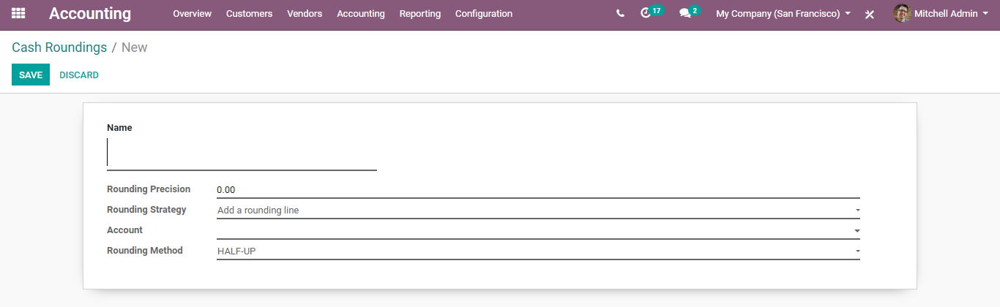 Accounting Overview Customers Vendors Accounting Reporting Configuration 17 2 My Company (San Francisco) Mitchell Admin
Cash Roundings / New
SAVE DISCARD
Name
Rounding Precision 0.00
Rounding Strategy Add a rounding line
Account
Rounding Method HALF-UP